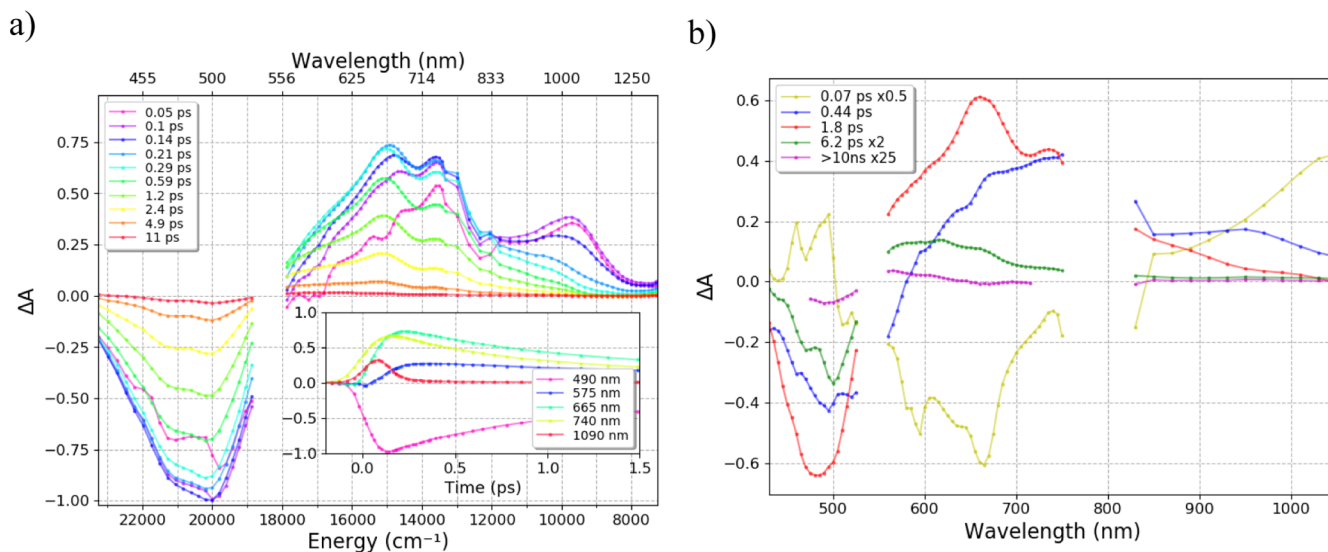 a)
Wavelength (nm)
455 500 556 625 714 833 1000 1250
0.05 ps
0.1 ps
0.14 ps
0.21 ps
0.29 ps
0.59 ps
1.2 ps
2.4 ps
4.9 ps
11 ps
0.75
0.50
0.25
0.00
−0.25
−0.50
−0.75
−1.00
ΔA
1.0
0.5
0.0
−0.5
−1.0
490 nm
575 nm
665 nm
740 nm
1090 nm
0.0 0.5 1.0 1.5
Time (ps)
22000 20000 18000 16000 14000 12000 10000 8000
Energy (cm⁻¹)
b)
0.07 ps x0.5
0.44 ps
1.8 ps
6.2 ps x2
>10ns x25
0.6
0.4
0.2
0.0
−0.2
−0.4
−0.6
ΔA
500 600 700 800 900 1000
Wavelength (nm)